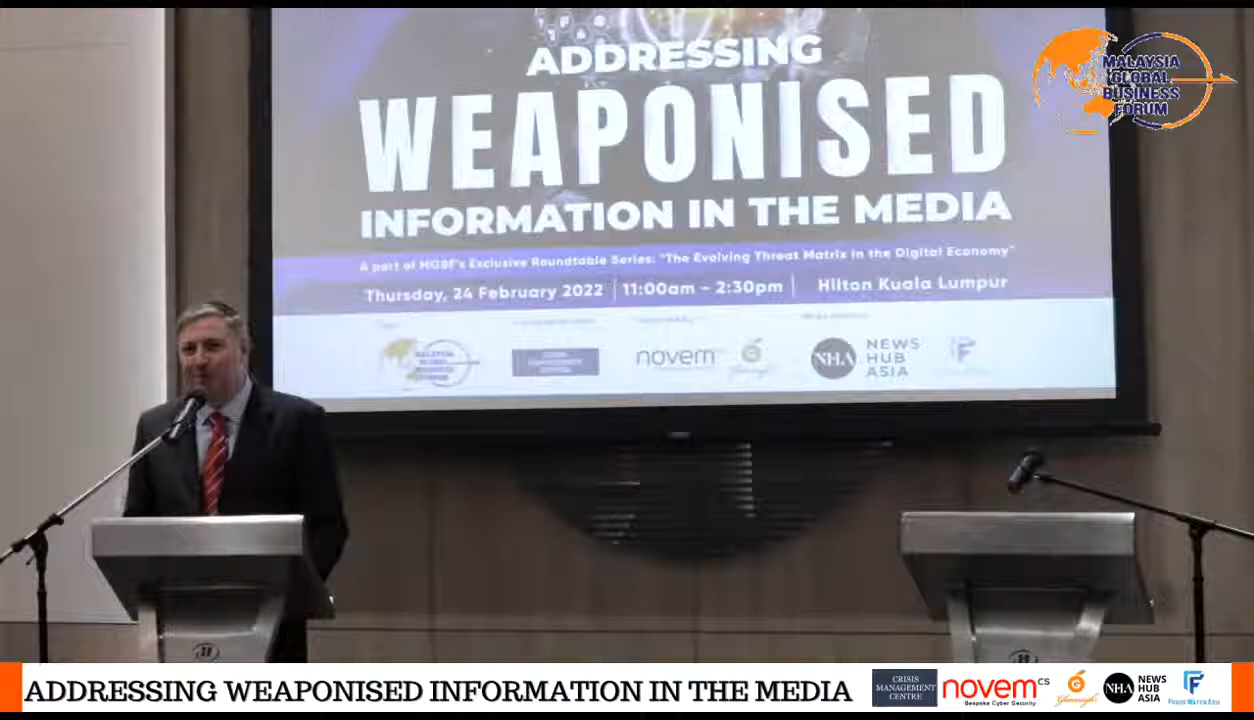 ADDRESSING
WEAPONISED
INFORMATION IN THE MEDIA
A part of MGBF's Exclusive Roundtable Series: "The Evolving Threat Matrix in the Digital Economy"
Thursday, 24 February 2022 | 11:00am – 2:30pm | Hilton Kuala Lumpur
novem
NHA
NEWS
HUB
ASIA
MALAYSIA
GLOBAL
BUSINESS
FORUM
ADDRESSING WEAPONISED INFORMATION IN THE MEDIA
CRISIS
MANAGEMENT
CENTRE
novem CS
Bespoke Cyber Security
NHA
NEWS
HUB
ASIA